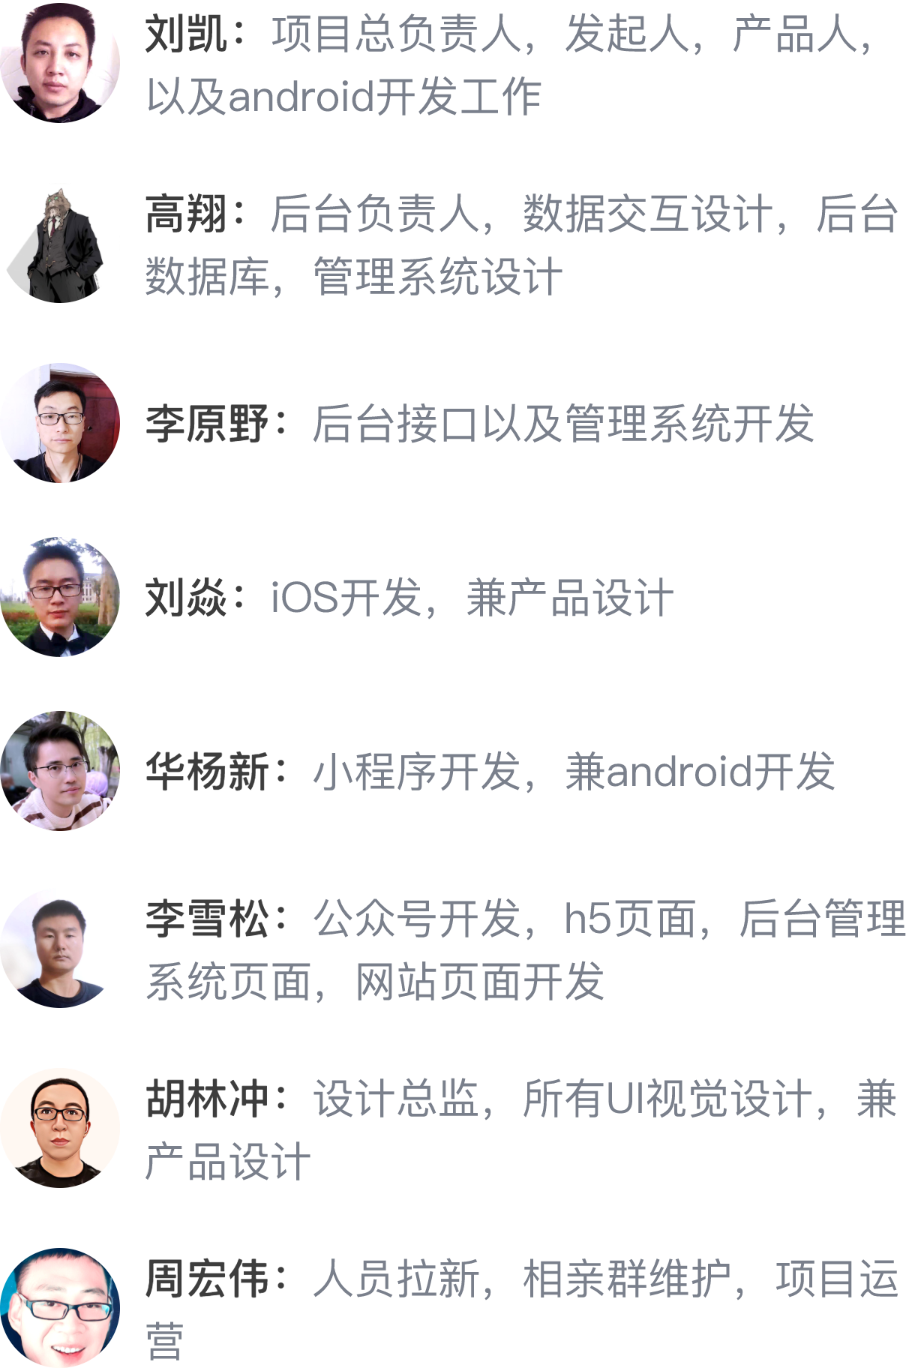 刘凯：项目总负责人，发起人，产品人，
以及android开发工作
高翔：后台负责人，数据交互设计，后台
数据库，管理系统设计
李原野：后台接口以及管理系统开发
刘焱：iOS开发，兼产品设计
华杨新：小程序开发，兼android开发
李雪松：公众号开发，h5页面，后台管理
系统页面，网站页面开发
胡林冲：设计总监，所有UI视觉设计，兼
产品设计
周宏伟：人员拉新，相亲群维护，项目运
营